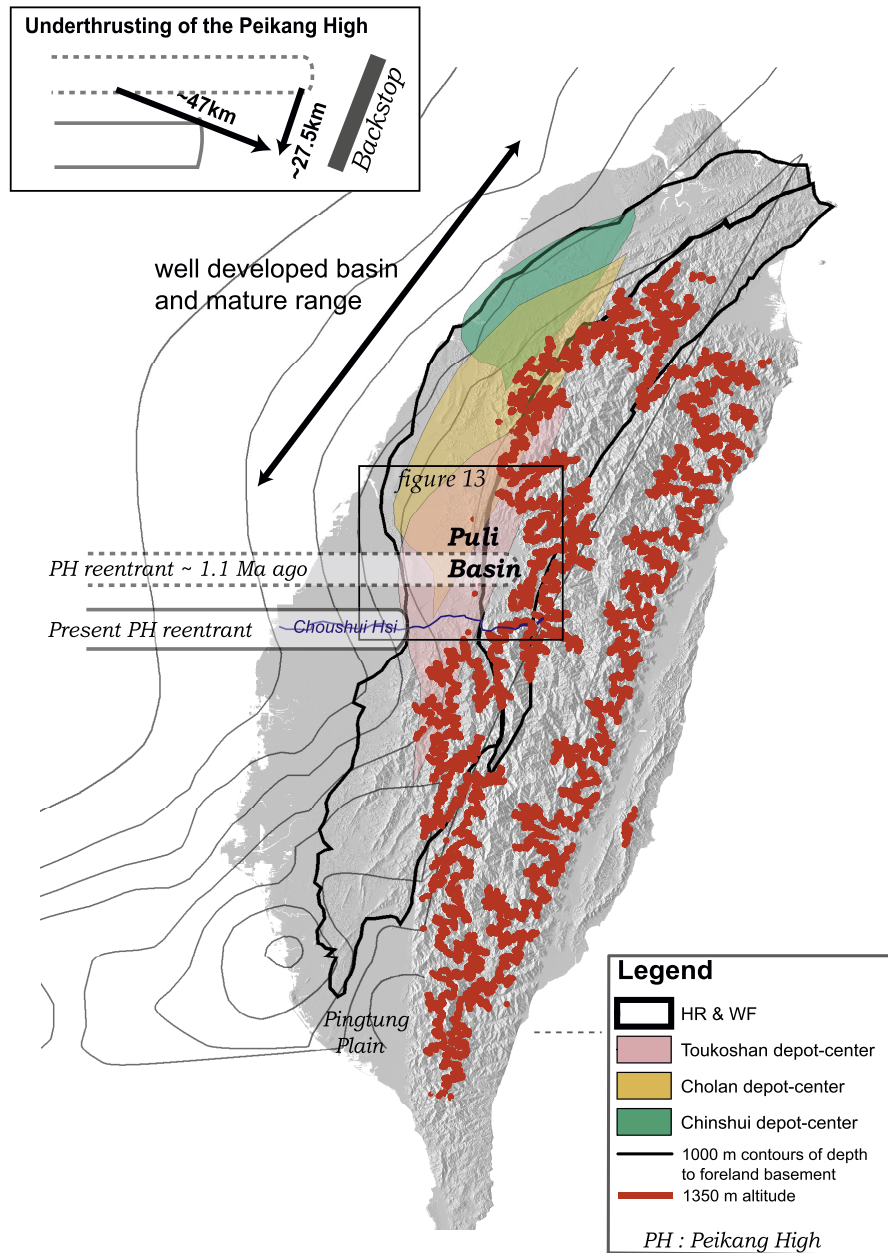 Underthrusting of the Peikang High
~47km
~27.5km
Backstop
well developed basin
and mature range
figure 13
Puli
Basin
PH reentrant ~ 1.1 Ma ago
Present PH reentrant
Choushui Hsi
Pingtung
Plain
Legend
HR & WF
Toukoshan depot-center
Cholan depot-center
Chinshui depot-center
1000 m contours of depth
to foreland basement
1350 m altitude
PH : Peikang High